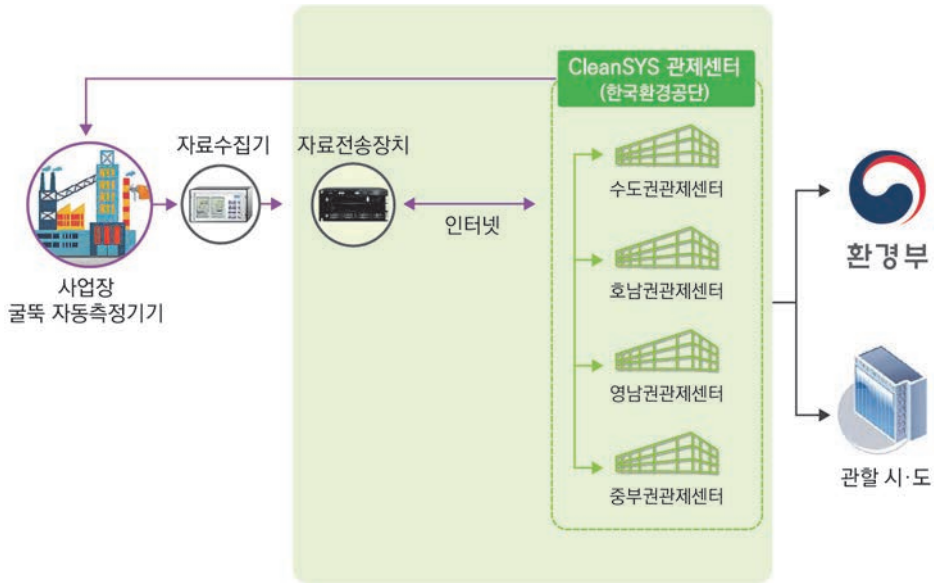 CleanSYS 관제센터
(한국환경공단)
자료수집기
자료전송장치
인터넷
사업장
굴뚝 자동측정기기
수도권관제센터
호남권관제센터
영남권관제센터
중부권관제센터
환경부
관할 시·도